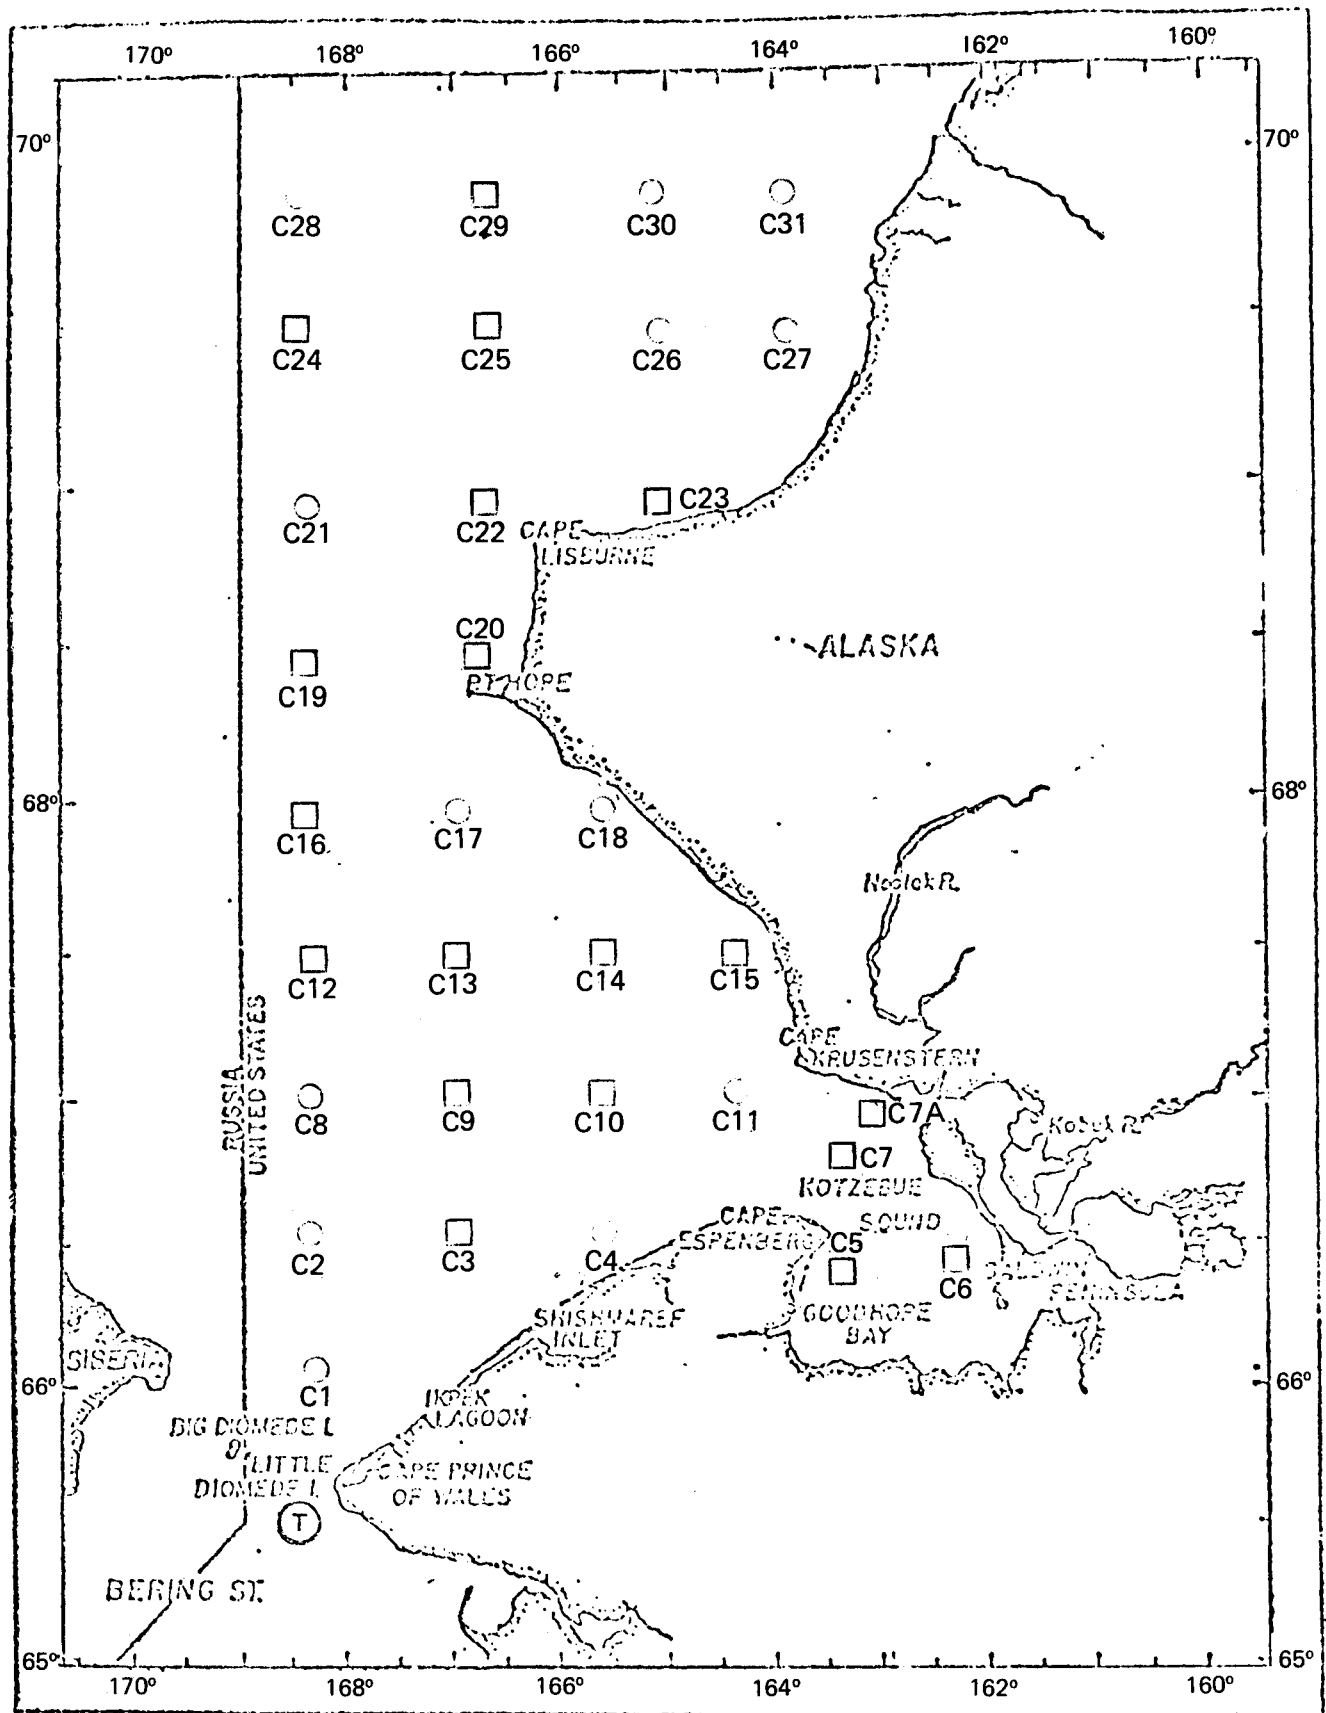 170° 168° 166° 164° 162° 160°
70° 70°
C28 C29 C30 C31
C24 C25 C26 C27
C21 C22 C23
CAPE
LISBURNE
C20
ALASKA
C19
PT HOPE
68° 68°
C16 C17 C18
Noatak R.
C12 C13 C14 C15
CAPE
KRUSENSTERN
RUSSIA
UNITED STATES
C8 C9 C10 C11 C7A
Kobuk R.
C7
KOTZEBUE
SOUND
CAPE
ESPENBERG
C2 C3 C4 C5 C6
BALDWIN
PENINSULA
GOODHOPE
BAY
SHISHMAREF
INLET
SIBERIA
66° 66°
C1
IKPEK
LAGOON
BIG DIOMEDE I.
LITTLE
DIOMEDE I.
CAPE PRINCE
OF WALES
T
BERING ST.
65° 65°
170° 168° 166° 164° 162° 160°